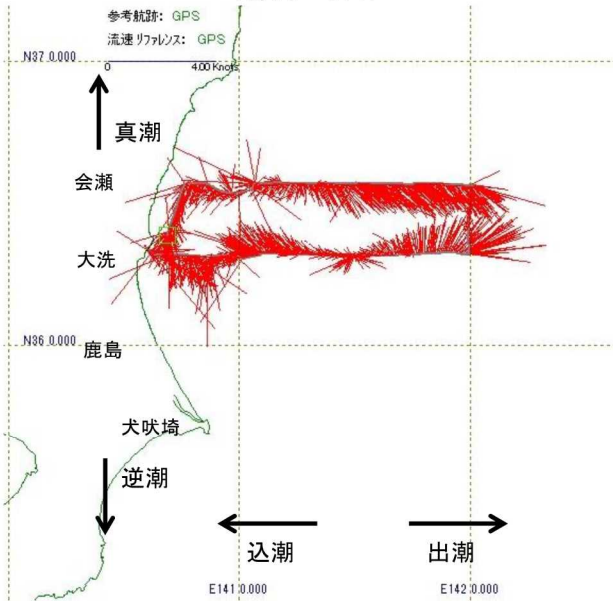 参考航跡: GPS
流速リファレンス: GPS
N37 0.000
0 4.00 Knots
真潮
会瀬
大洗
N36 0.000
鹿島
犬吠埼
逆潮
込潮 出潮
E141 0.000 E142 0.000